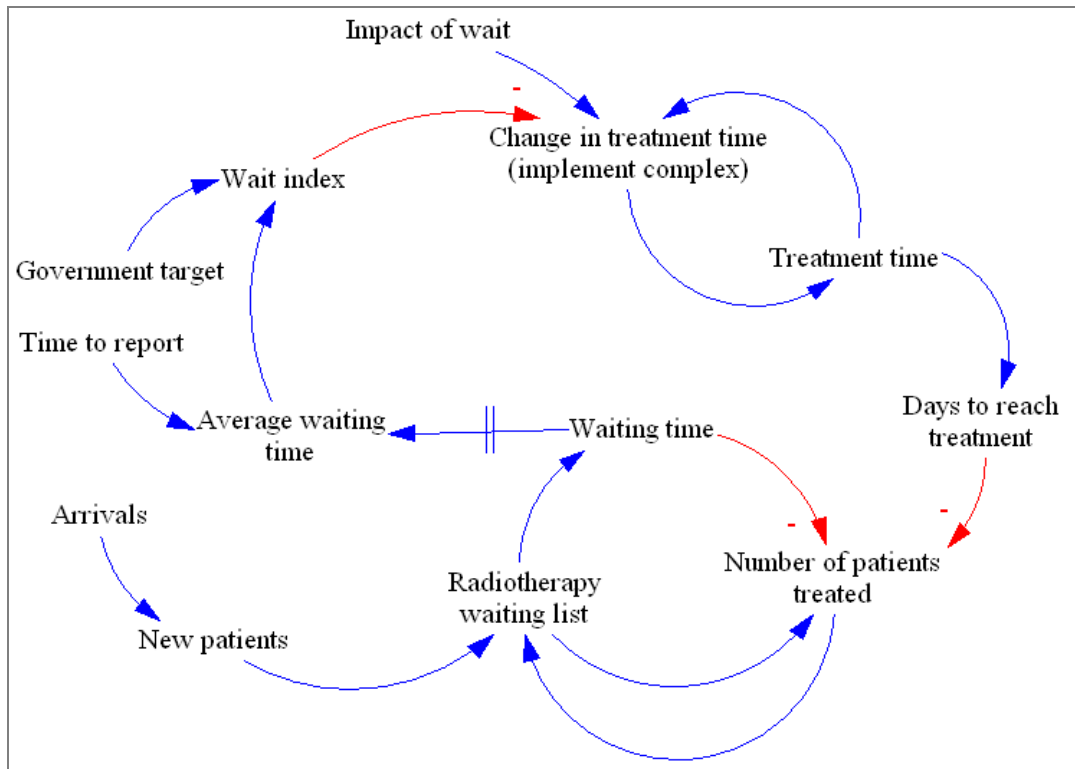 Impact of wait
-
Change in treatment time
(implement complex)
Wait index
Treatment time
Government target
Time to report
Average waiting
time
Waiting time
Days to reach
treatment
-
-
Arrivals
Number of patients
treated
Radiotherapy
waiting list
New patients